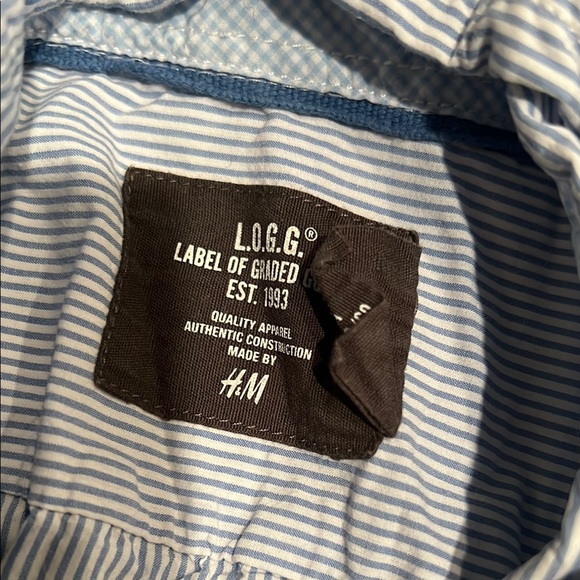 L.O.G.G.®
LABEL OF GRADED
EST. 1993
QUALITY APPAREL
AUTHENTIC CONSTRUCTION
MADE BY
H&M